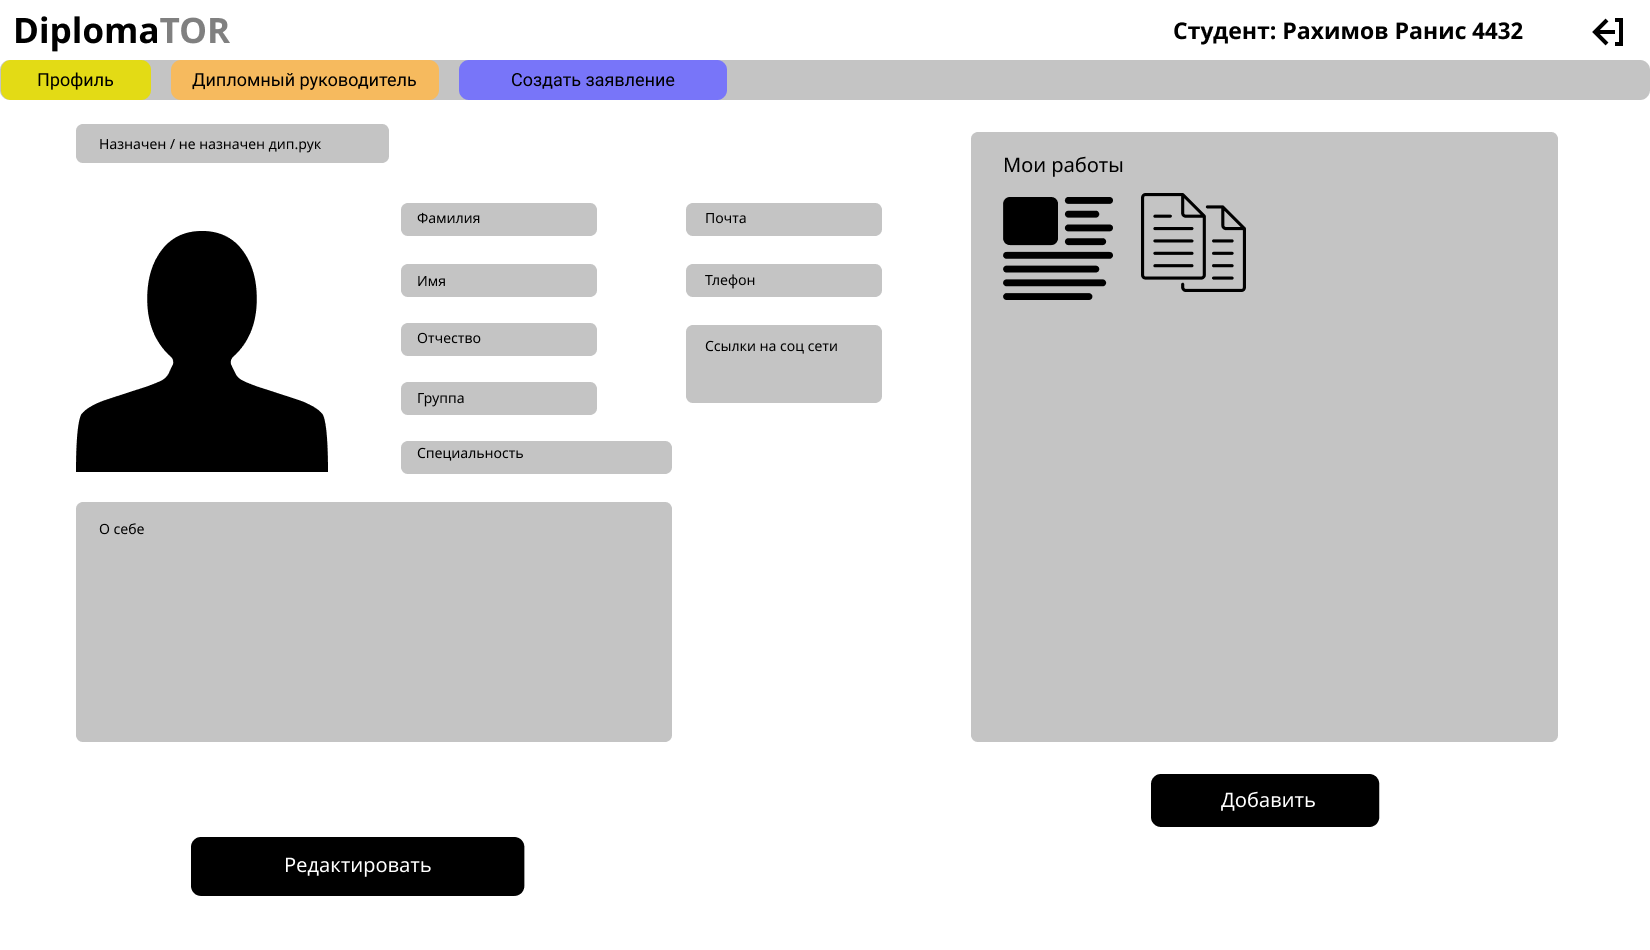 DiplomaTOR
Студент: Рахимов Ранис 4432
Профиль
Дипломный руководитель
Создать заявление
Назначен / не назначен дип.рук
Фамилия
Имя
Отчество
Группа
Специальность
Почта
Тлефон
Ссылки на соц сети
О себе
Редактировать
Мои работы
Добавить